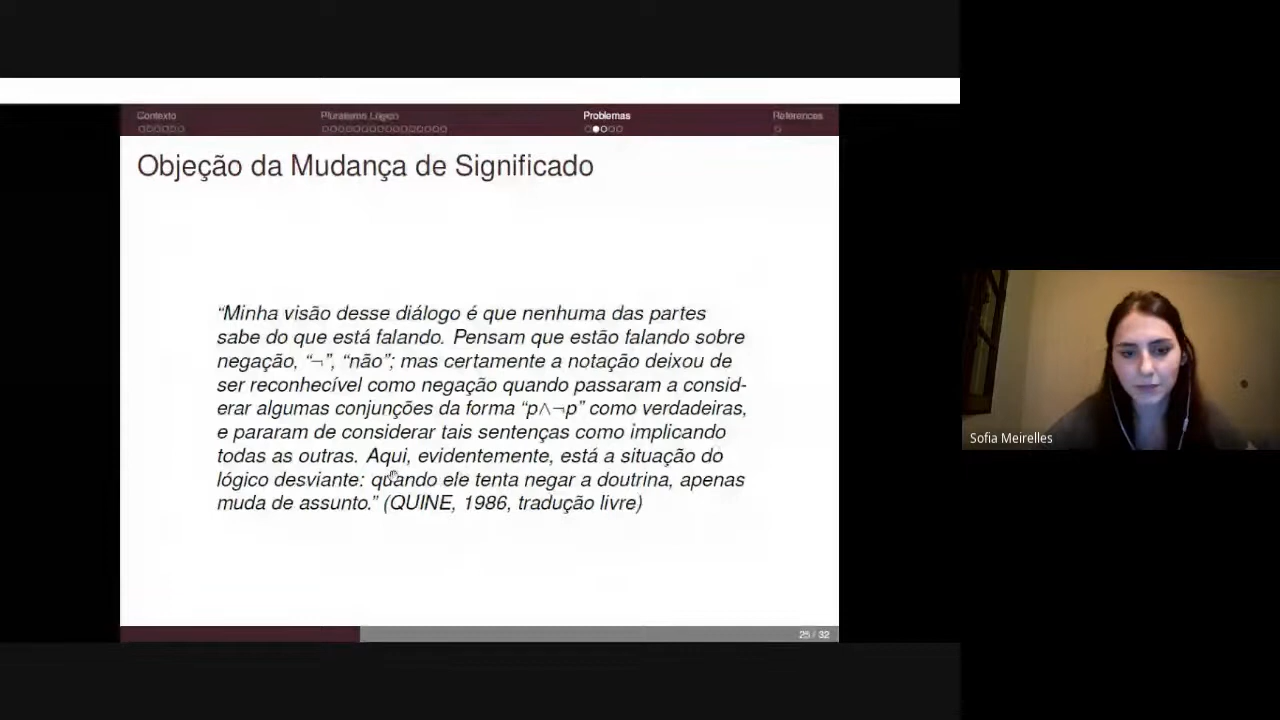 Contexto
Pluralismo Lógico
Problemas
References
Objeção da Mudança de Significado
“Minha visão desse diálogo é que nenhuma das partes
sabe do que está falando. Pensam que estão falando sobre
negação, “¬”, “não”; mas certamente a notação deixou de
ser reconhecível como negação quando passaram a consid-
erar algumas conjunções da forma “p∧¬p” como verdadeiras,
e pararam de considerar tais sentenças como implicando
todas as outras. Aqui, evidentemente, está a situação do
lógico desviante: quando ele tenta negar a doutrina, apenas
muda de assunto.” (QUINE, 1986, tradução livre)
25 / 32
Sofia Meirelles